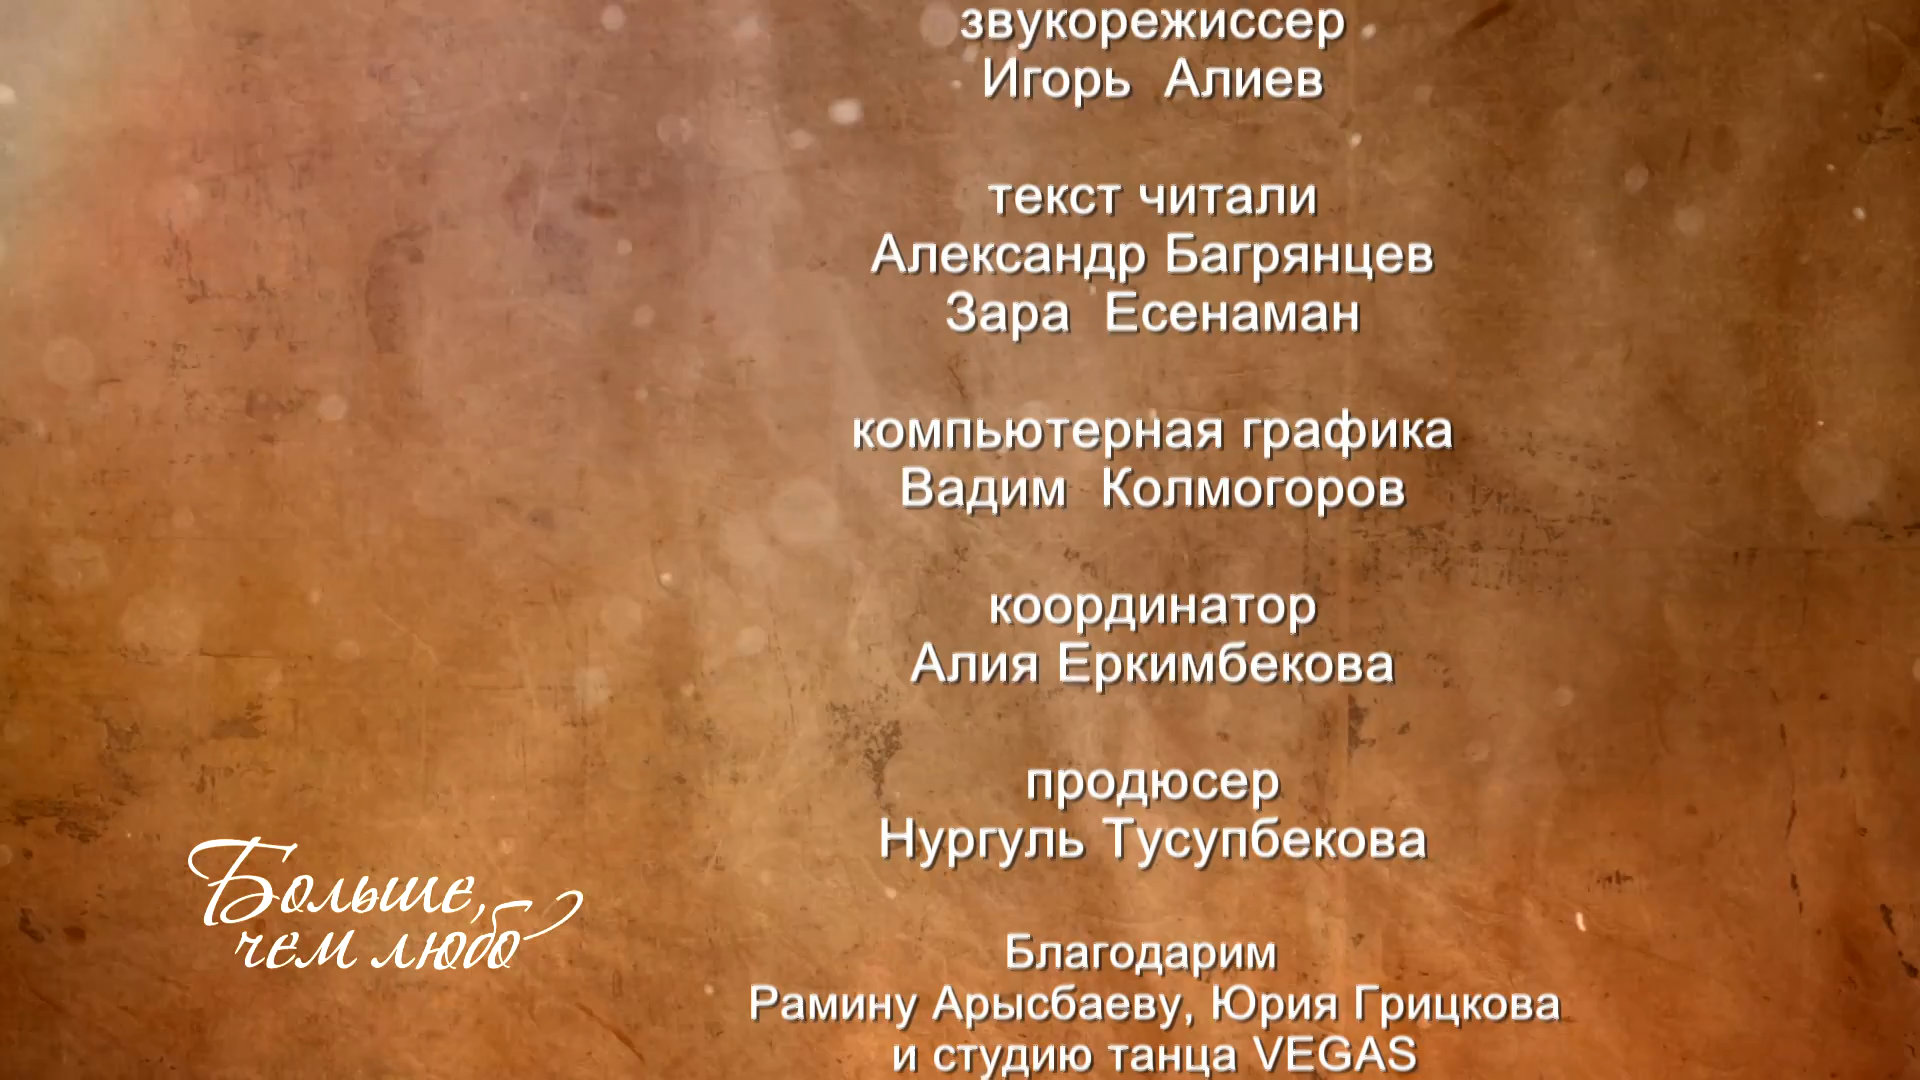 звукорежиссер
Игорь Алиев
текст читали
Александр Багрянцев
Зара Есенаман
компьютерная графика
Вадим Колмогоров
координатор
Алия Еркимбекова
продюсер
Нургуль Тусупбекова
Благодарим
Рамину Арысбаеву, Юрия Грицкова
и студию танца VEGAS
Больше,
чем любо